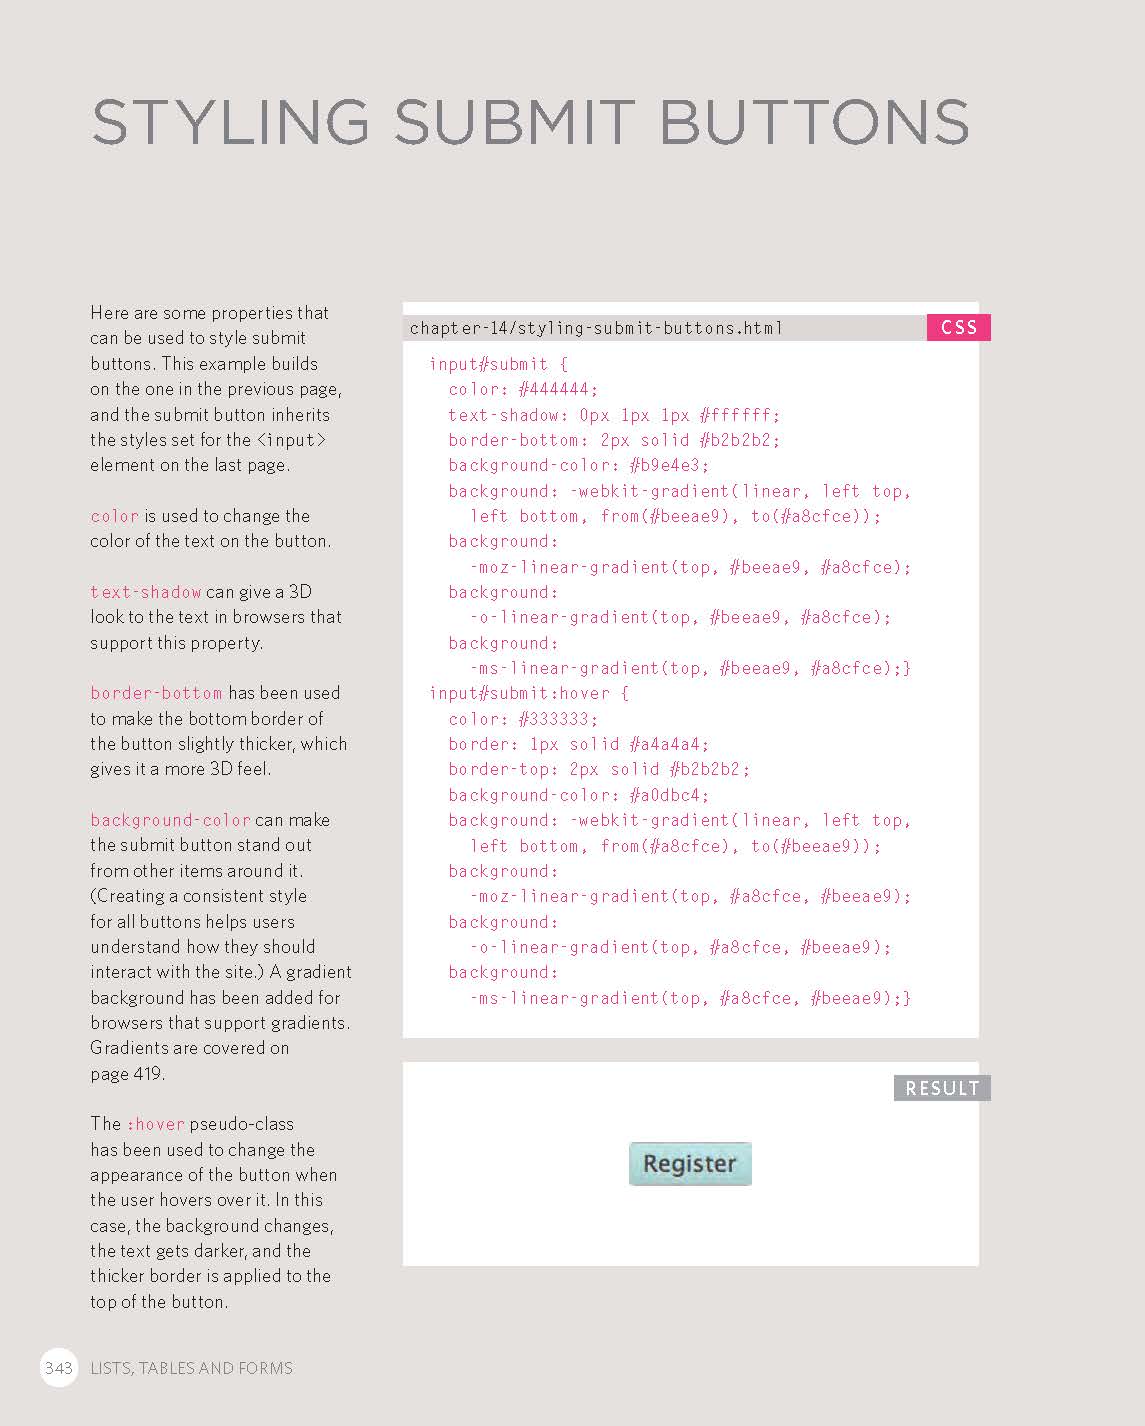 STYLING SUBMIT BUTTONS
Here are some properties that
can be used to style submit
buttons. This example builds
on the one in the previous page,
and the submit button inherits
the styles set for the <input>
element on the last page.
color is used to change the
color of the text on the button.
text-shadow can give a 3D
look to the text in browsers that
support this property.
border-bottom has been used
to make the bottom border of
the button slightly thicker, which
gives it a more 3D feel.
background-color can make
the submit button stand out
from other items around it.
(Creating a consistent style
for all buttons helps users
understand how they should
interact with the site.) A gradient
background has been added for
browsers that support gradients.
Gradients are covered on
page 419.
The :hover pseudo-class
has been used to change the
appearance of the button when
the user hovers over it. In this
case, the background changes,
the text gets darker, and the
thicker border is applied to the
top of the button.
chapter-14/styling-submit-buttons.html
CSS
input#submit {
color: #444444;
text-shadow: 0px 1px 1px #ffffff;
border-bottom: 2px solid #b2b2b2;
background-color: #b9e4e3;
background: -webkit-gradient(linear, left top,
left bottom, from(#beeae9), to(#a8cfce));
background:
-moz-linear-gradient(top, #beeae9, #a8cfce);
background:
-o-linear-gradient(top, #beeae9, #a8cfce);
background:
-ms-linear-gradient(top, #beeae9, #a8cfce);}
input#submit:hover {
color: #333333;
border: 1px solid #a4a4a4;
border-top: 2px solid #b2b2b2;
background-color: #a0dbc4;
background: -webkit-gradient(linear, left top,
left bottom, from(#a8cfce), to(#beeae9));
background:
-moz-linear-gradient(top, #a8cfce, #beeae9);
background:
-o-linear-gradient(top, #a8cfce, #beeae9);
background:
-ms-linear-gradient(top, #a8cfce, #beeae9);}
RESULT
Register
343 LISTS, TABLES AND FORMS